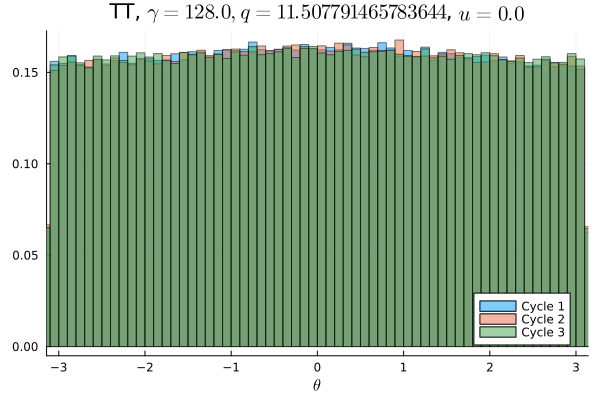 TT, γ = 128.0, q = 11.507791465783644, u = 0.0
0.15
0.10
0.05
0.00
Cycle 1
Cycle 2
Cycle 3
−3 −2 −1 0 1 2 3
θ